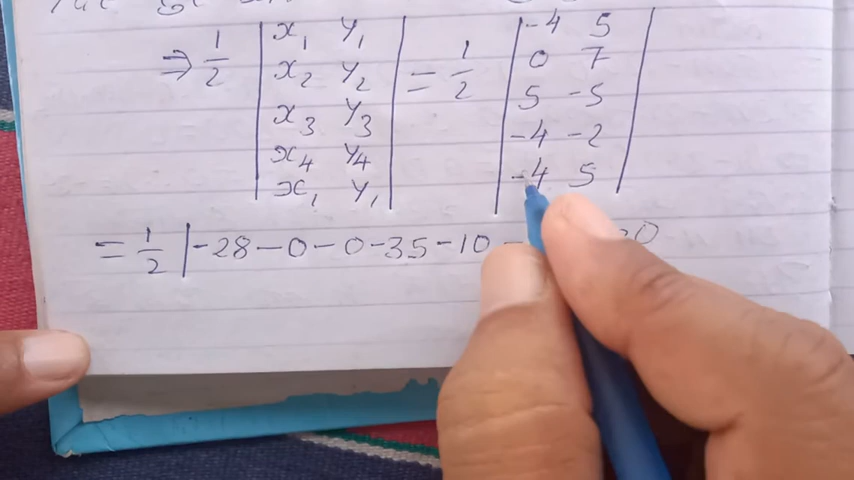 ⇒ 1/2 | x₁ y₁ | = 1/2 | -4 5 |
x₂ y₂ 0 7
x₃ y₃ 5 -5
x₄ y₄ -4 -2
x₁ y₁ -4 5
= 1/2 | -28 - 0 - 0 - 35 - 10 -